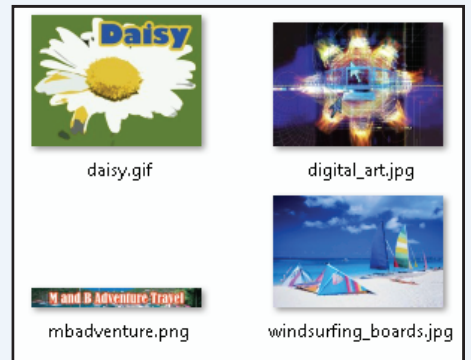 Daisy
daisy.gif
digital_art.jpg
M and B Adventure Travel
mbadventure.png
windsurfing_boards.jpg